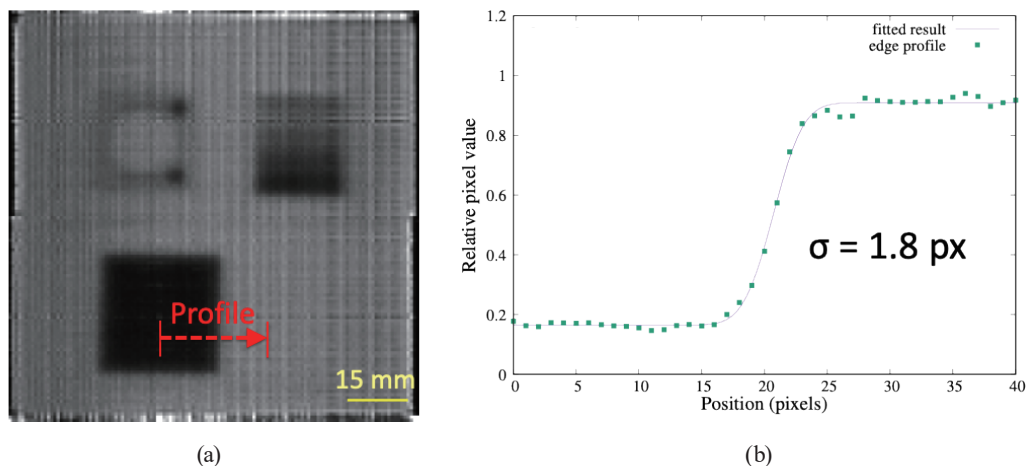 Profile
15 mm
(a)
1.2
1
0.8
0.6
0.4
0.2
0
Relative pixel value
fitted result
edge profile
σ = 1.8 px
0 5 10 15 20 25 30 35 40
Position (pixels)
(b)